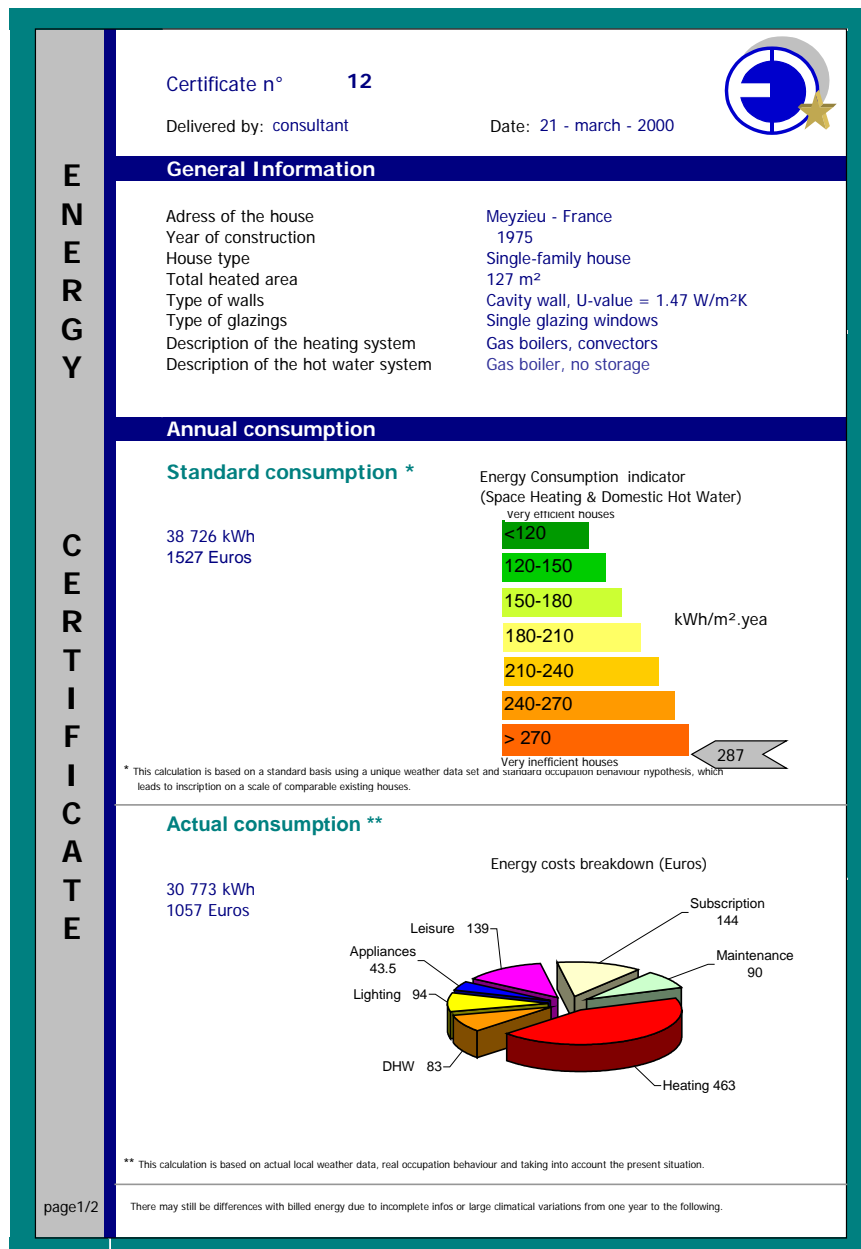 Certificate n° 12
Delivered by: consultant Date: 21 - march - 2000
ENERGY CERTIFICATE
General Information
Adress of the house Meyzieu - France
Year of construction 1975
House type Single-family house
Total heated area 127 m²
Type of walls Cavity wall, U-value = 1.47 W/m²K
Type of glazings Single glazing windows
Description of the heating system Gas boilers, convectors
Description of the hot water system Gas boiler, no storage
Annual consumption
Standard consumption *
38 726 kWh
1527 Euros
Energy Consumption indicator
(Space Heating & Domestic Hot Water)
Very efficient houses
<120
120-150
150-180
180-210
210-240
240-270
> 270
kWh/m².yea
287
Very inefficient houses
* This calculation is based on a standard basis using a unique weather data set and standard occupation behaviour hypothesis, which
leads to inscription on a scale of comparable existing houses.
Actual consumption **
30 773 kWh
1057 Euros
Energy costs breakdown (Euros)
Subscription
144
Maintenance
90
Heating 463
DHW 83
Lighting 94
Appliances
43.5
Leisure 139
** This calculation is based on actual local weather data, real occupation behaviour and taking into account the present situation.
page1/2
There may still be differences with billed energy due to incomplete infos or large climatical variations from one year to the following.